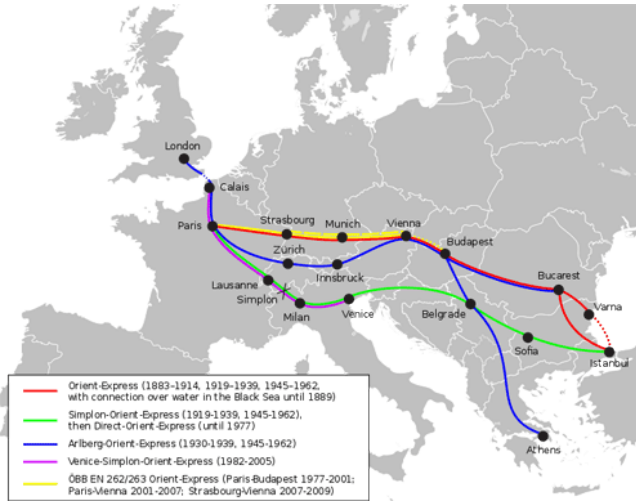 London
Calais
Paris
Strasbourg
Munich
Vienna
Budapest
Zürich
Innsbruck
Lausanne
Simplon
Milan
Venice
Belgrade
Bucarest
Varna
Sofia
Istanbul
Athens
Orient-Express (1883–1914, 1919–1939, 1945–1962,
with connection over water in the Black Sea until 1889)
Simplon-Orient-Express (1919-1939, 1945-1962),
then Direct-Orient-Express (until 1977)
Arlberg-Orient-Express (1930-1939, 1945-1962)
Venice-Simplon-Orient-Express (1982-2005)
ÖBB EN 262/263 Orient-Express (Paris-Budapest 1977-2001;
Paris-Vienna 2001-2007; Strasbourg-Vienna 2007-2009)